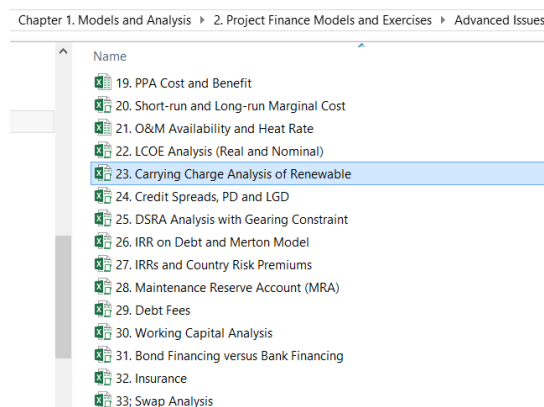 Chapter 1. Models and Analysis ▸ 2. Project Finance Models and Exercises ▸ Advanced Issues
Name
19. PPA Cost and Benefit
20. Short-run and Long-run Marginal Cost
21. O&M Availability and Heat Rate
22. LCOE Analysis (Real and Nominal)
23. Carrying Charge Analysis of Renewable
24. Credit Spreads, PD and LGD
25. DSRA Analysis with Gearing Constraint
26. IRR on Debt and Merton Model
27. IRRs and Country Risk Premiums
28. Maintenance Reserve Account (MRA)
29. Debt Fees
30. Working Capital Analysis
31. Bond Financing versus Bank Financing
32. Insurance
33; Swap Analysis